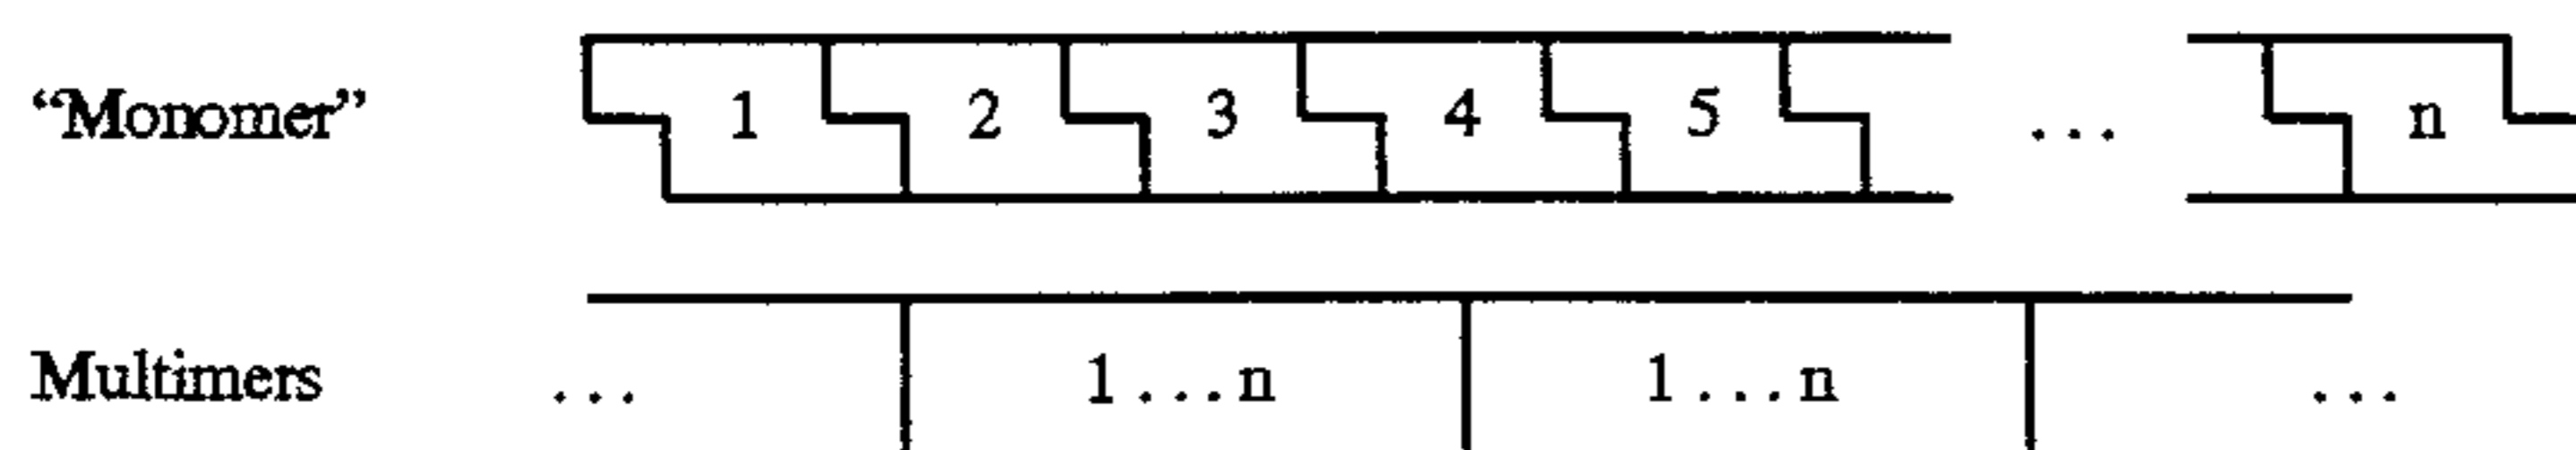 “Monomer” 1 2 3 4 5 ... n
Multimers ... 1...n 1...n ...